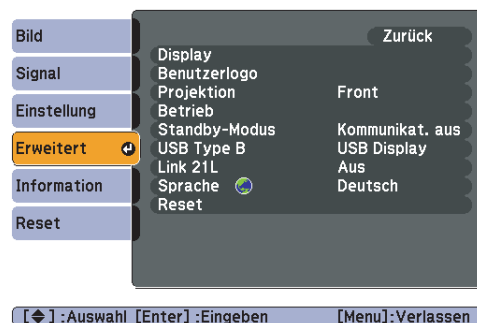 Bild
Signal
Einstellung
Erweitert
Information
Reset
Zurück
Display
Benutzerlogo
Projektion Front
Betrieb
Standby-Modus Kommunikat. aus
USB Type B USB Display
Link 21L Aus
Sprache Deutsch
Reset
[ ] :Auswahl [Enter] :Eingeben [Menu]:Verlassen